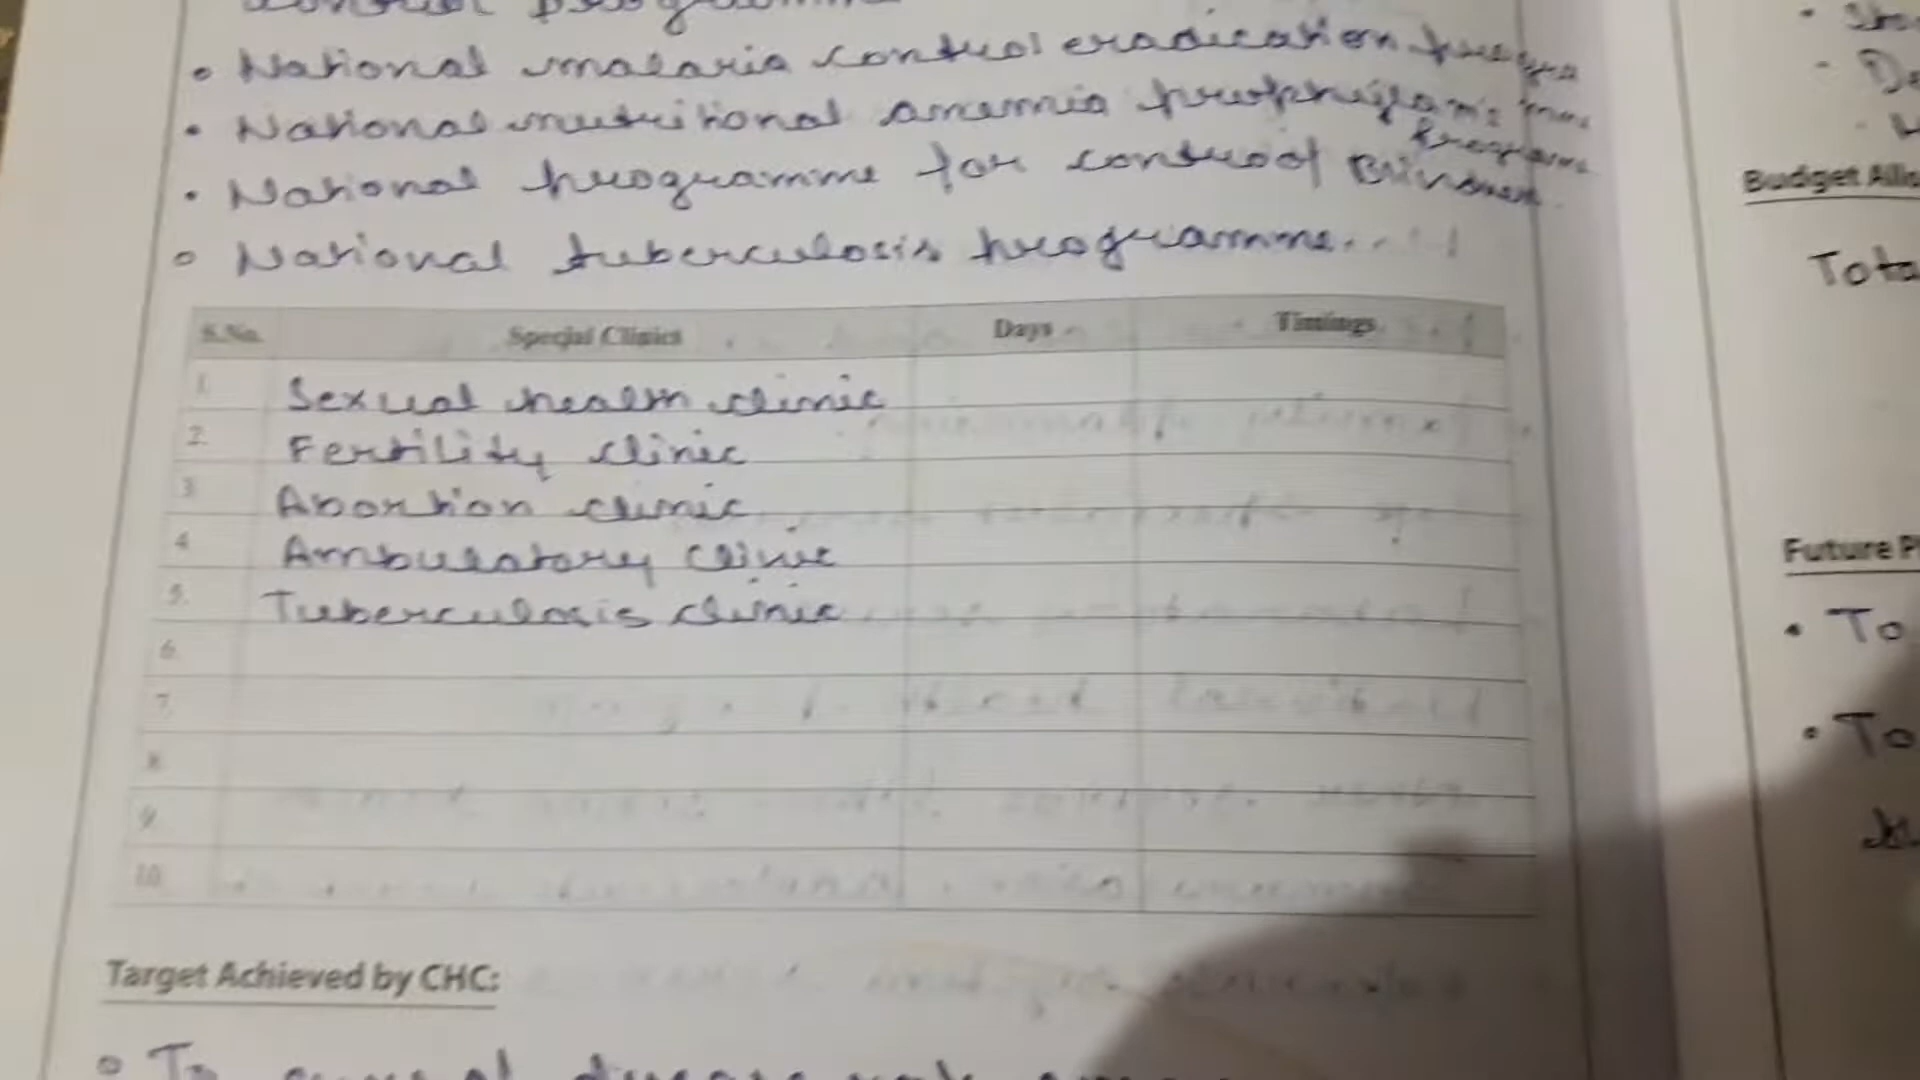 • National malaria control eradication
• National nutritional anemia
• National programme for control of
• National tuberculosis programme.
S.No. Special Clinics Days Timings
1. Sexual health clinic
2. Fertility clinic
3. Abortion clinic
4. Ambulatory clinic
5. Tuberculosis clinic
6.
7.
8.
9.
10.
Target Achieved by CHC:
• To
Budget
Future
• To
• To